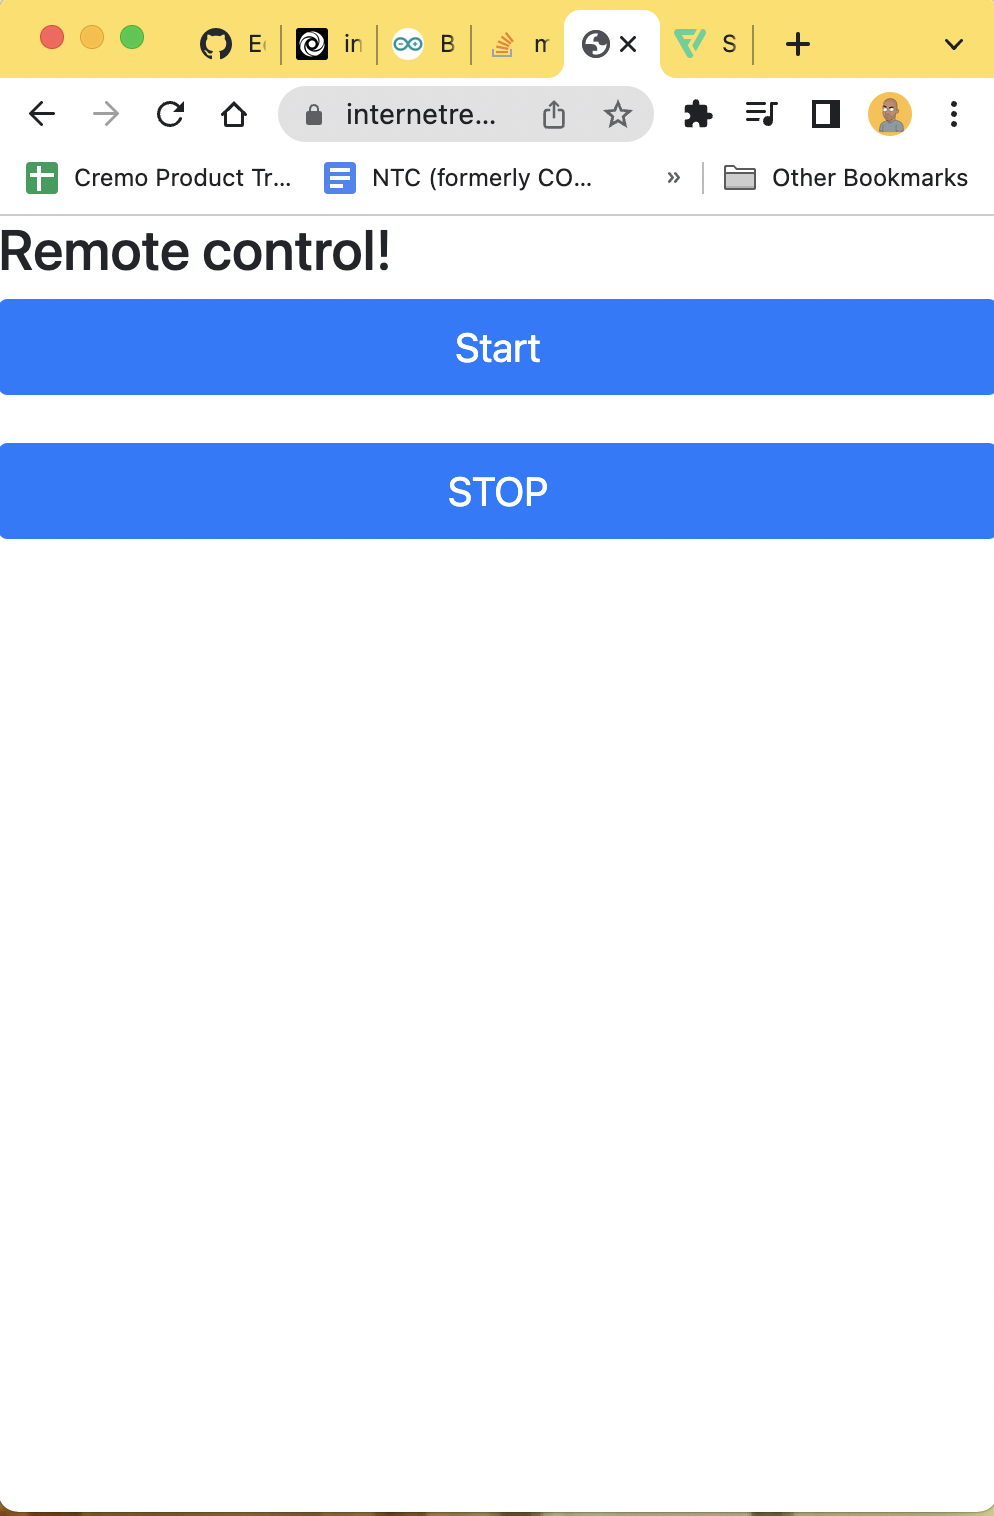 in B m S
internetre...
Cremo Product Tr... NTC (formerly CO... » Other Bookmarks
Remote control!
Start
STOP